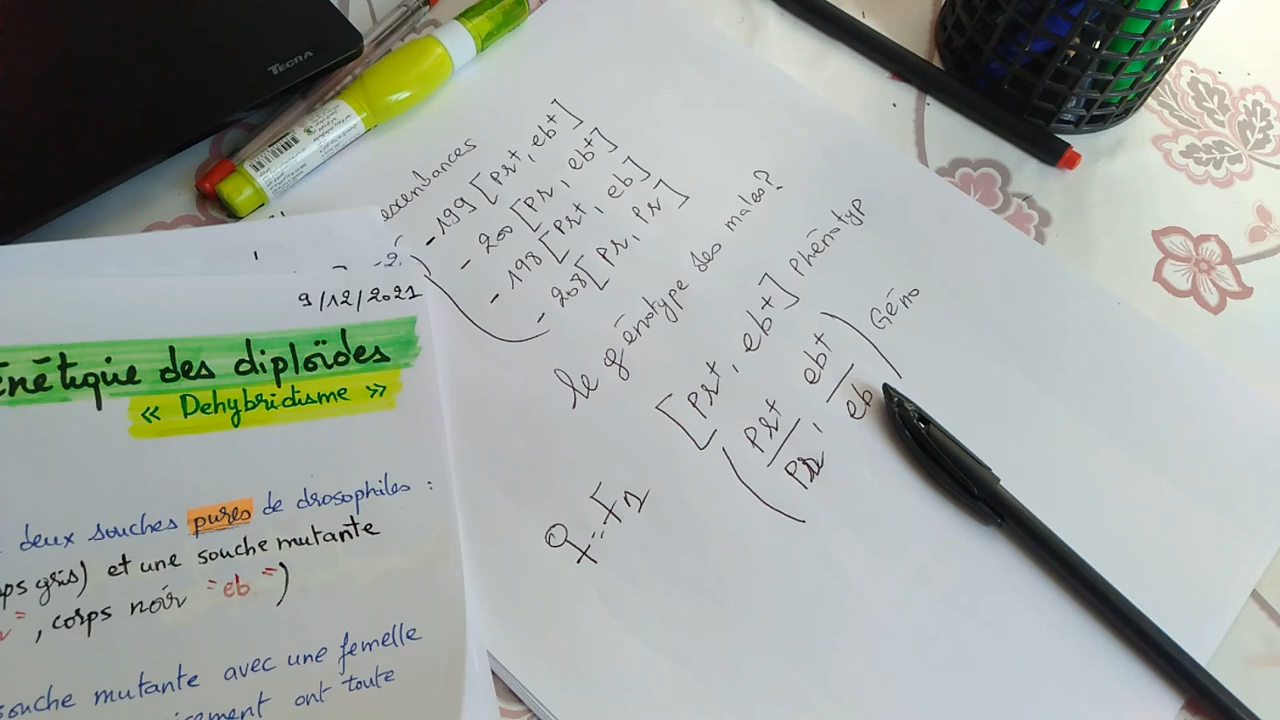 TECRA
9/12/2021
énétique des diploïdes
« Dehybridisme »
deux souches pures de drosophiles :
ps gris) et une souche mutante
", corps noir "eb")
souche mutante avec une femelle
isement ont toute
escendances
- 199 [Pr+, eb+]
- 200 [Pr, eb+]
- 198 [Pr+, eb]
- 208 [Pr, Pr]
le génotype des males?
♀ F1
[Pr+, eb+] Phénotyp
(Pr+/Pr, eb+/eb) Géno